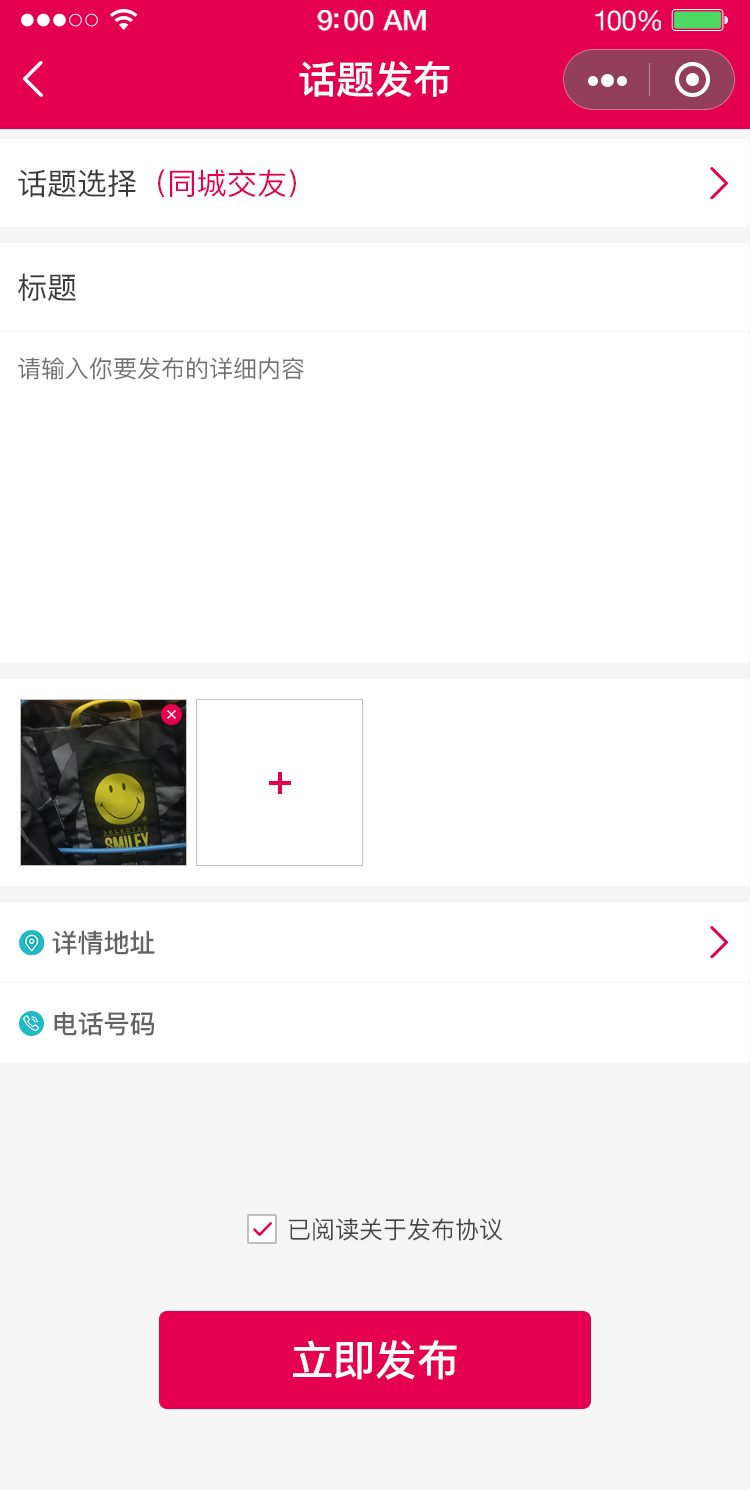 9:00 AM
100%
话题发布
话题选择（同城交友）
标题
请输入你要发布的详细内容
SELECTED
SMILEY
详情地址
电话号码
已阅读关于发布协议
立即发布